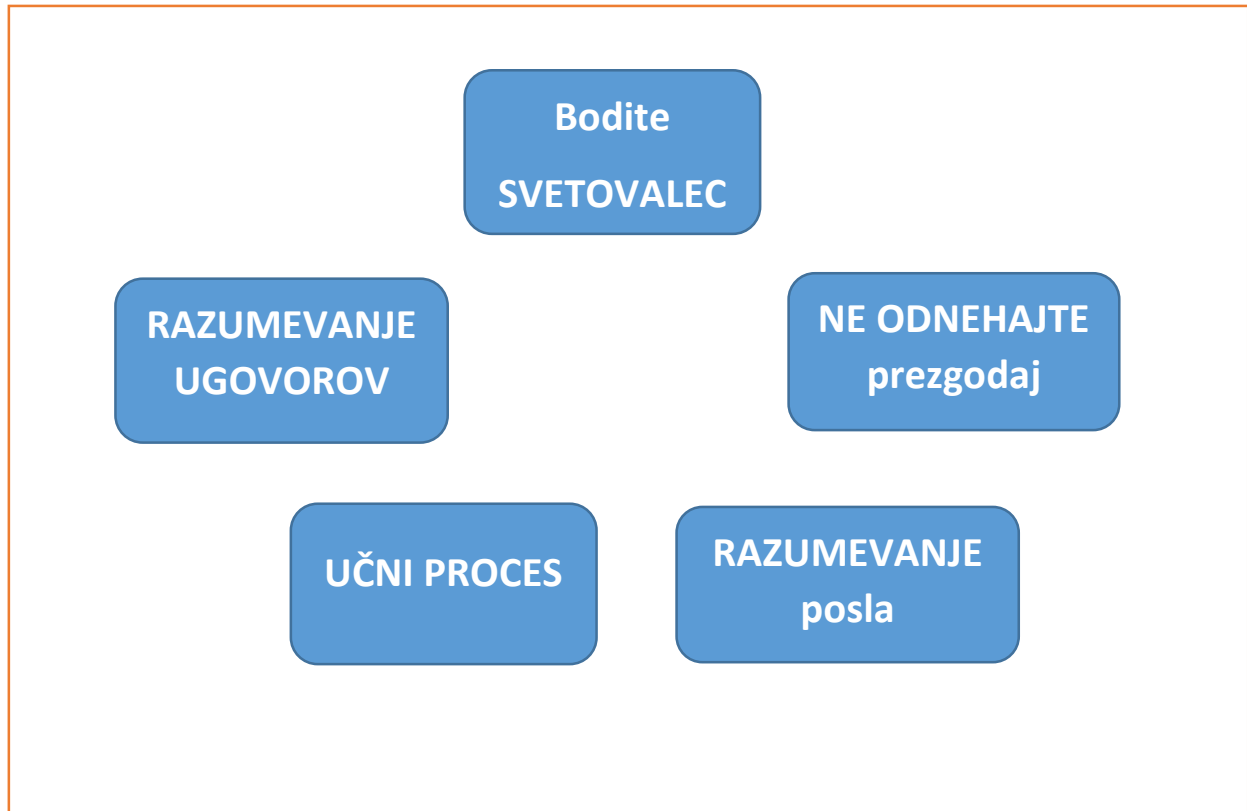 Bodite
SVETOVALEC
RAZUMEVANJE
UGOVOROV
NE ODNEHAJTE
prezgodaj
UČNI PROCES
RAZUMEVANJE
posla